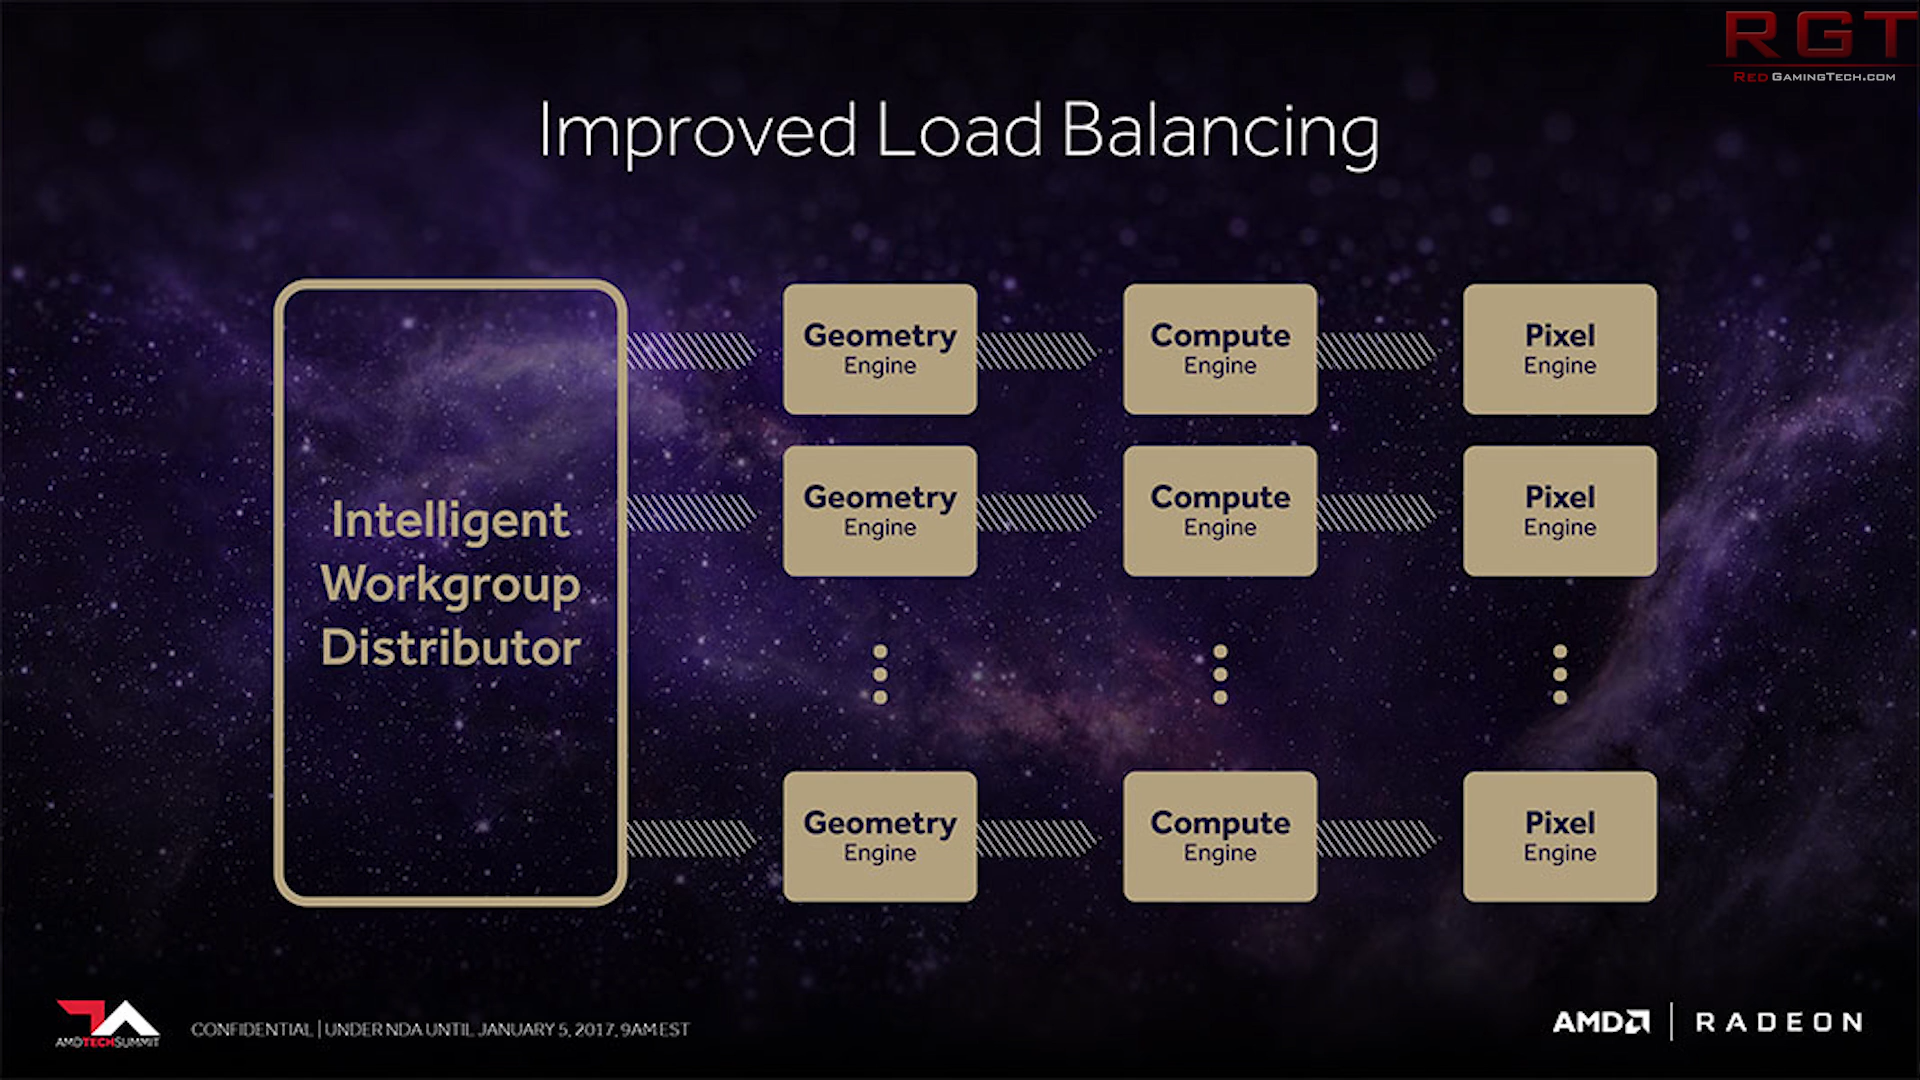 RGT
RED GAMINGTECH.COM
Improved Load Balancing
Intelligent
Workgroup
Distributor
Geometry
Engine
Compute
Engine
Pixel
Engine
Geometry
Engine
Compute
Engine
Pixel
Engine
Geometry
Engine
Compute
Engine
Pixel
Engine
AMDTECHSUMMIT
CONFIDENTIAL | UNDER NDA UNTIL JANUARY 5, 2017, 9AM EST
AMD | RADEON